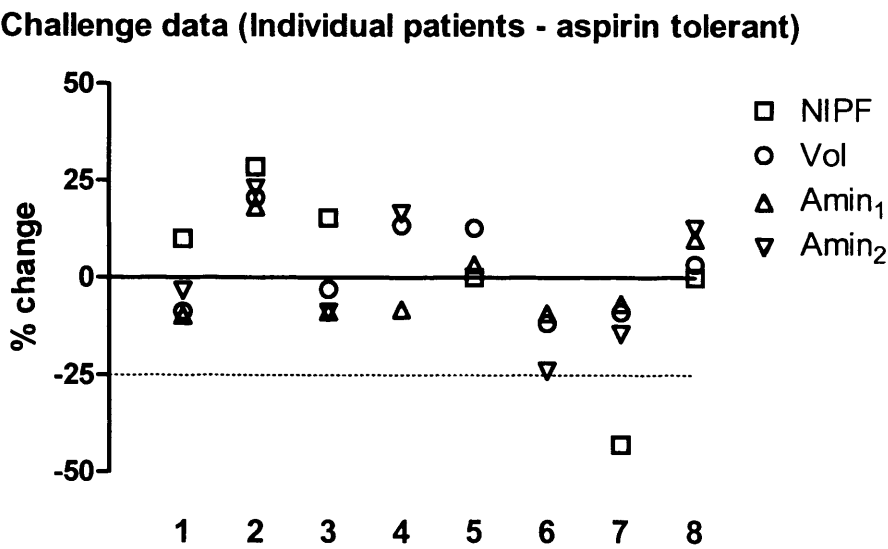 Challenge data (Individual patients - aspirin tolerant)
50
25
0
-25
-50
% change
1 2 3 4 5 6 7 8
NIPF
Vol
Amin₁
Amin₂